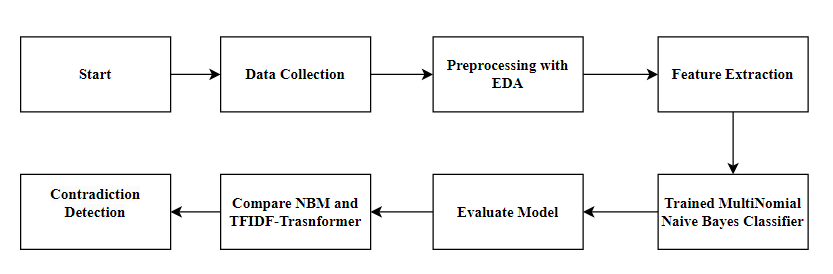 Start
Data Collection
Preprocessing with
EDA
Feature Extraction
Trained MultiNomial
Naive Bayes Classifier
Evaluate Model
Compare NBM and
TFIDF-Trasnformer
Contradiction
Detection